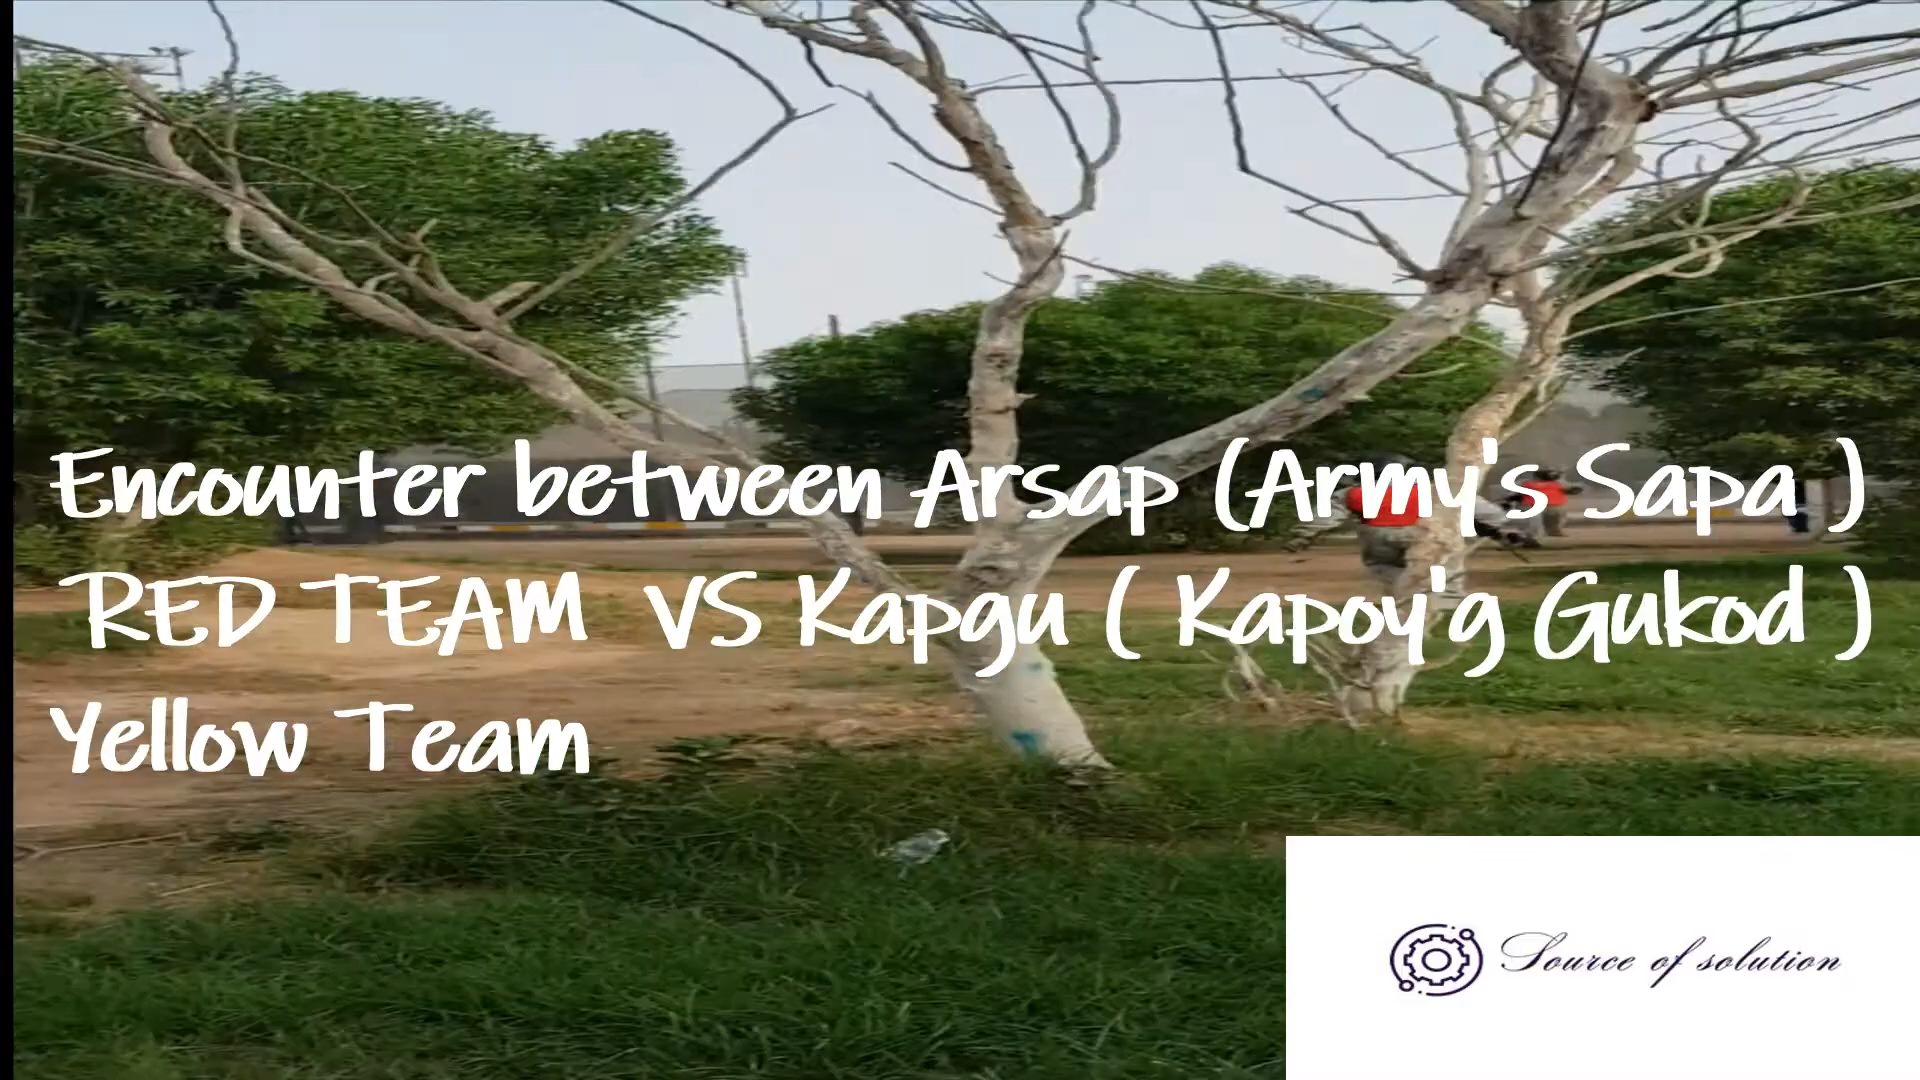 Encounter between Arsap (Army's Sapa )
RED TEAM VS Kapgu ( Kapoy'g Gukod )
Yellow Team
Source of solution